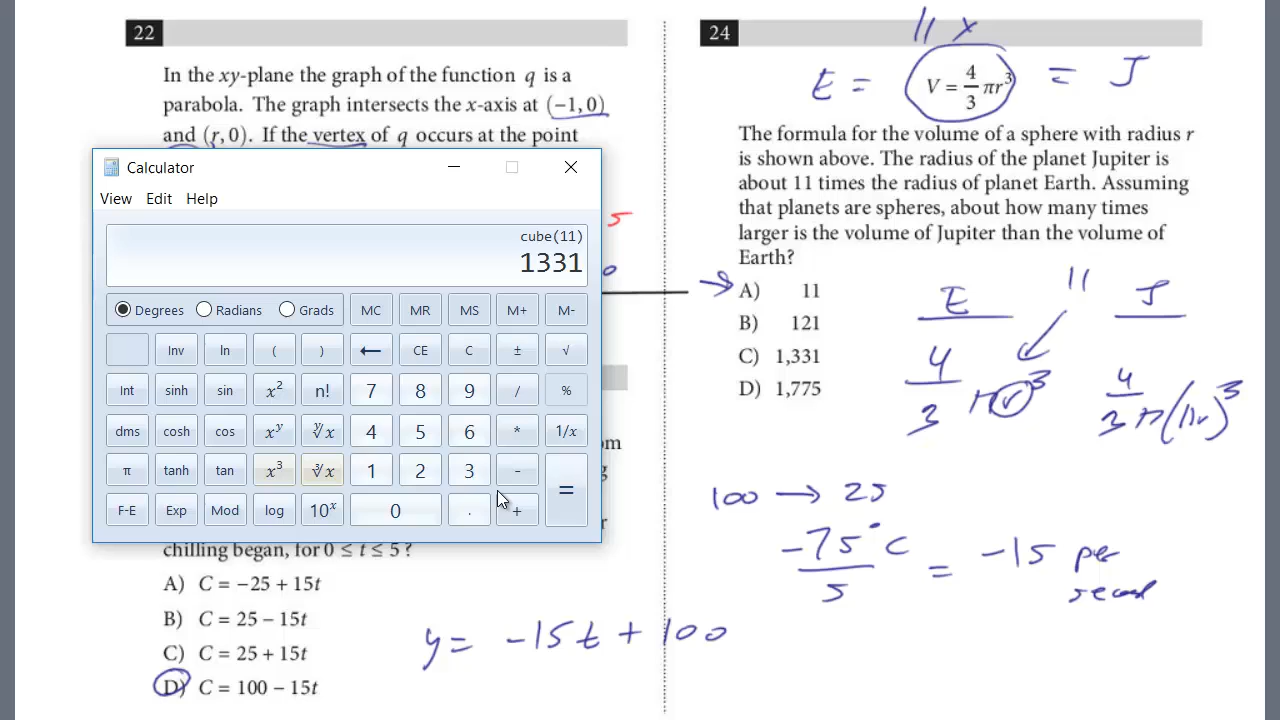 22
In the xy-plane the graph of the function q is a
parabola. The graph intersects the x-axis at (−1,0)
and (r,0). If the vertex of q occurs at the point
5
0
Calculator
View Edit Help
cube(11)
1331
Degrees Radians Grads MC MR MS M+ M-
Inv ln ( ) ← CE C ± √
Int sinh sin x² n! 7 8 9 / %
dms cosh cos xʸ ʸ√x 4 5 6 * 1/x
π tanh tan x³ ³√x 1 2 3 - =
F-E Exp Mod log 10ˣ 0 . +
om
chilling began, for 0 ≤ t ≤ 5 ?
A) C = −25 + 15t
B) C = 25 − 15t
C) C = 25 + 15t
D) C = 100 − 15t
y = -15t + 100
24
11 x
E = V = 4/3 πr³ = J
The formula for the volume of a sphere with radius r
is shown above. The radius of the planet Jupiter is
about 11 times the radius of planet Earth. Assuming
that planets are spheres, about how many times
larger is the volume of Jupiter than the volume of
Earth?
A) 11
B) 121
C) 1,331
D) 1,775
E 11 J
4/3 πr³ 4/3 π(11r)³
100 → 25
-75°C/5 = -15 per
second